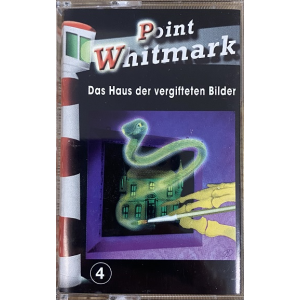 Point
Whitmark
Das Haus der vergifteten Bilder
4